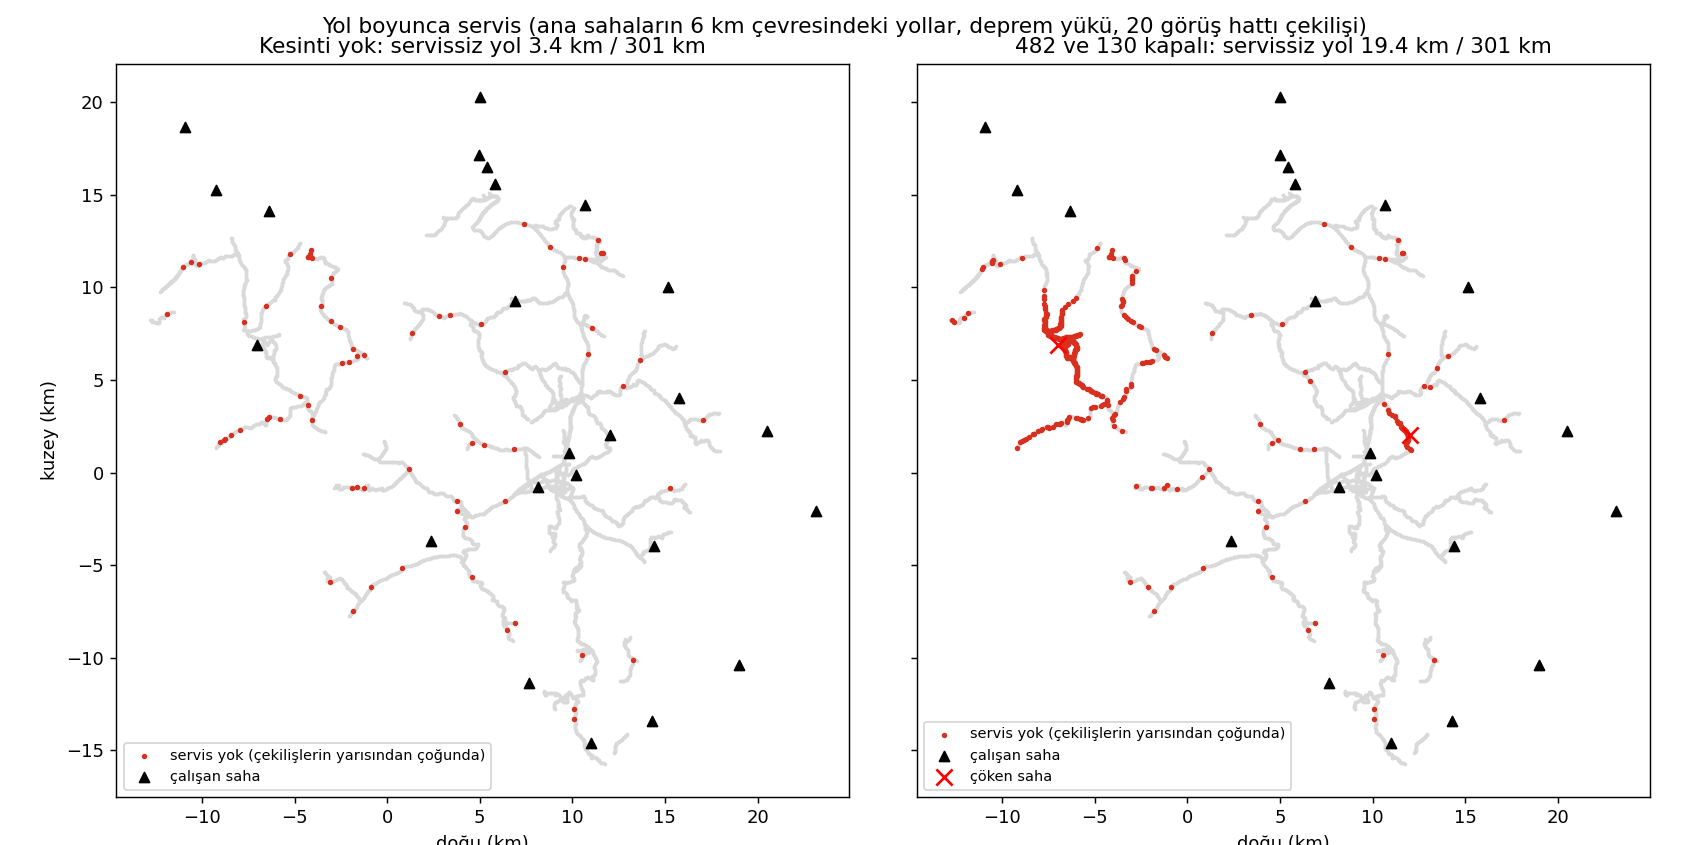 Yol boyunca servis (ana sahaların 6 km çevresindeki yollar, deprem yükü, 20 görüş hattı çekilişi)
Kesinti yok: servissiz yol 3.4 km / 301 km
482 ve 130 kapalı: servissiz yol 19.4 km / 301 km
kuzey (km)
20
15
10
5
0
−5
−10
−15
servis yok (çekilişlerin yarısından çoğunda)
çalışan saha
servis yok (çekilişlerin yarısından çoğunda)
çalışan saha
çöken saha
−10 −5 0 5 10 15 20
−10 −5 0 5 10 15 20
doğu (km)
doğu (km)